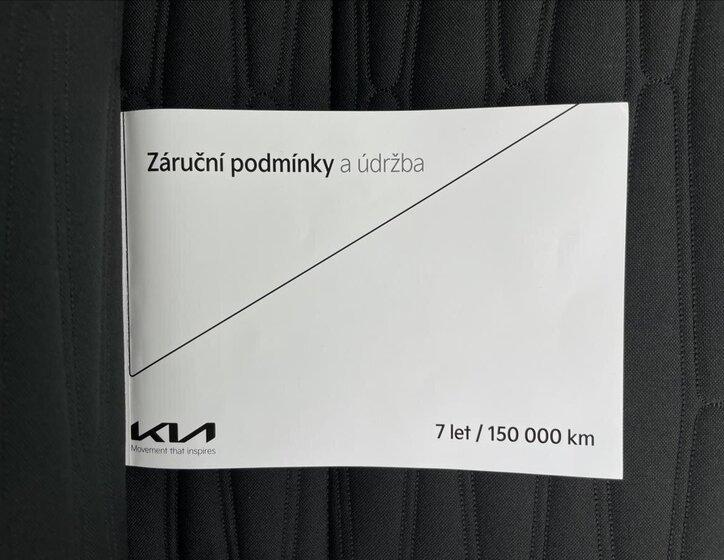 Záruční podmínky a údržba
KIA
Movement that inspires
7 let / 150 000 km